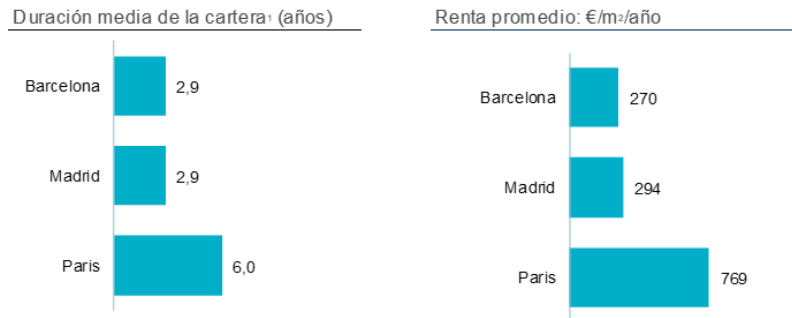 Duración media de la cartera¹ (años)
Barcelona 2,9
Madrid 2,9
Paris 6,0
Renta promedio: €/m²/año
Barcelona 270
Madrid 294
Paris 769